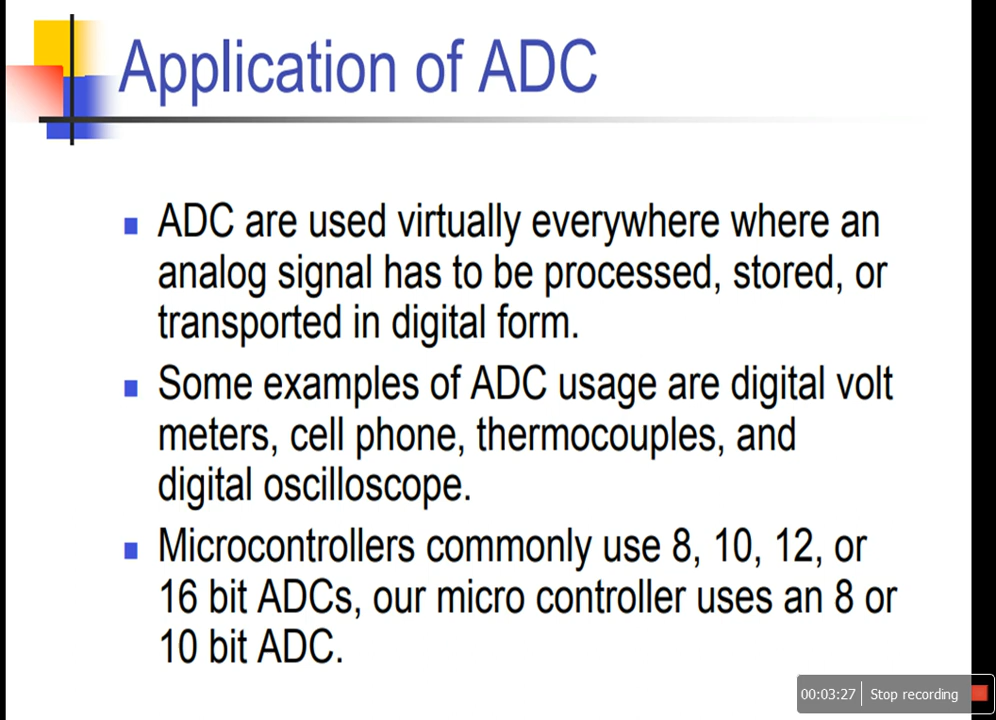 Application of ADC
ADC are used virtually everywhere where an
analog signal has to be processed, stored, or
transported in digital form.
Some examples of ADC usage are digital volt
meters, cell phone, thermocouples, and
digital oscilloscope.
Microcontrollers commonly use 8, 10, 12, or
16 bit ADCs, our micro controller uses an 8 or
10 bit ADC.
00:03:27 Stop recording